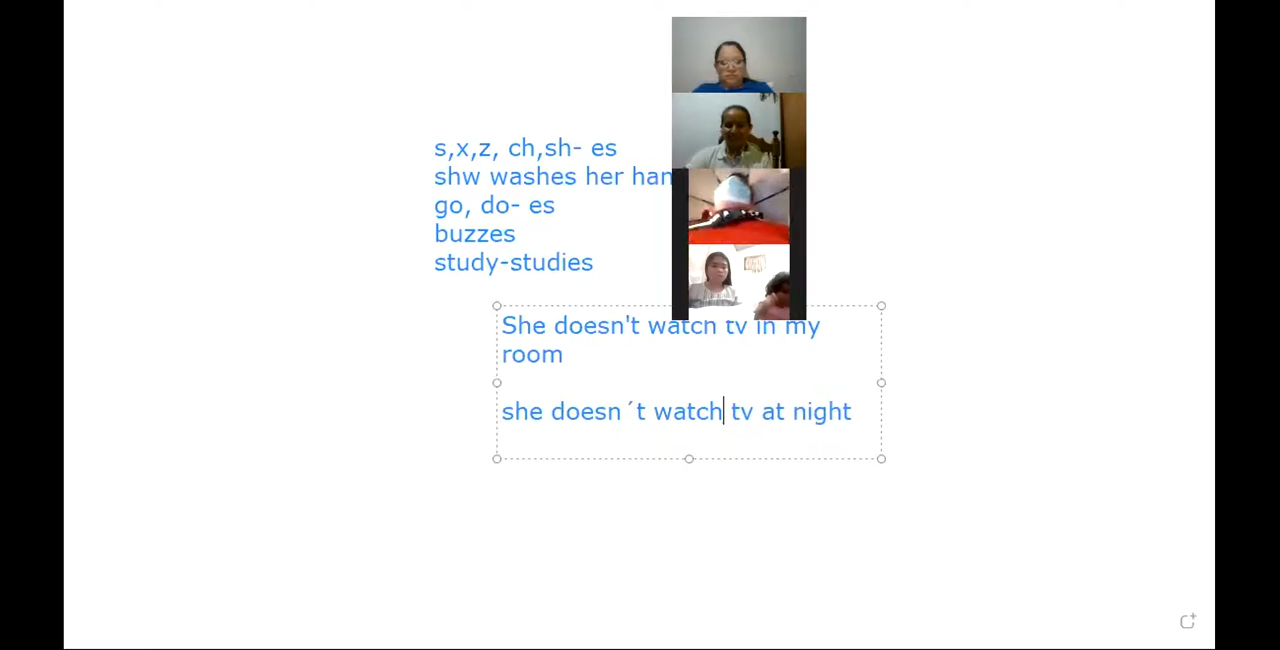 s,x,z, ch,sh- es
shw washes her han
go, do- es
buzzes
study-studies
She doesn't watch tv in my
room
she doesn´t watch tv at night